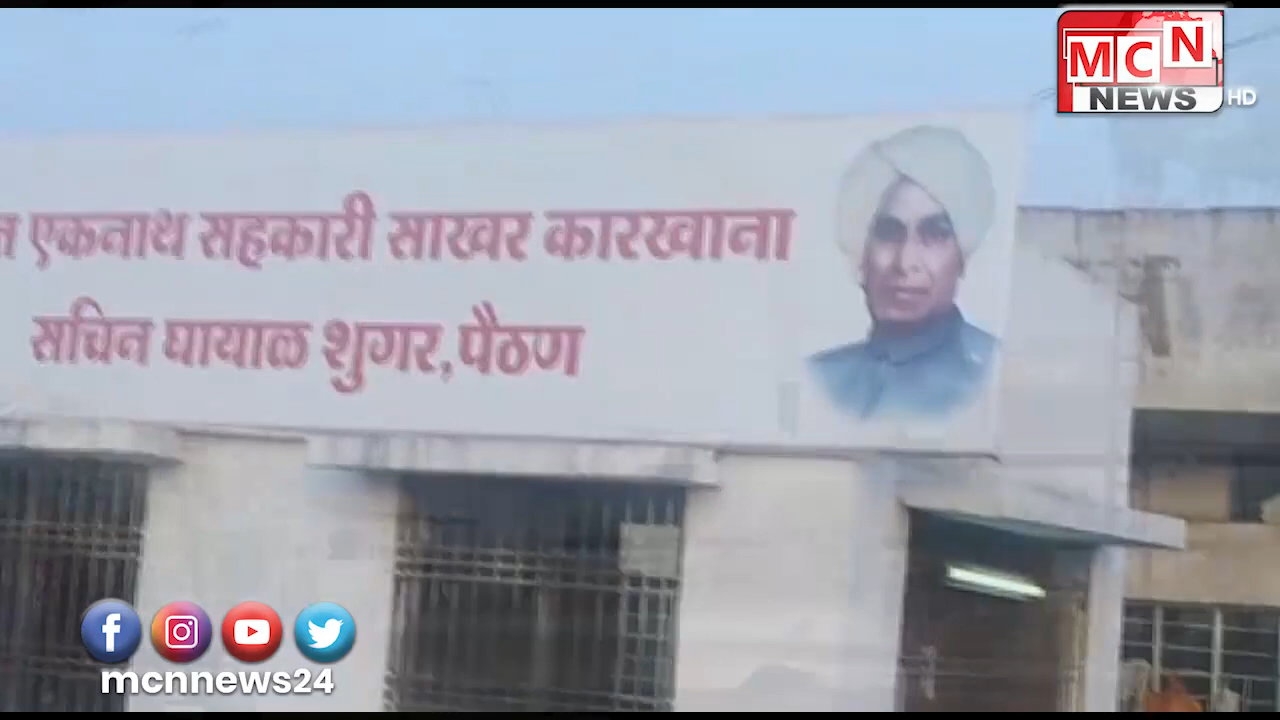 एकनाथ सहकारी साखर कारखाना
सचिन घायाळ शुगर,पैठण
MCN
NEWS HD
mcnnews24